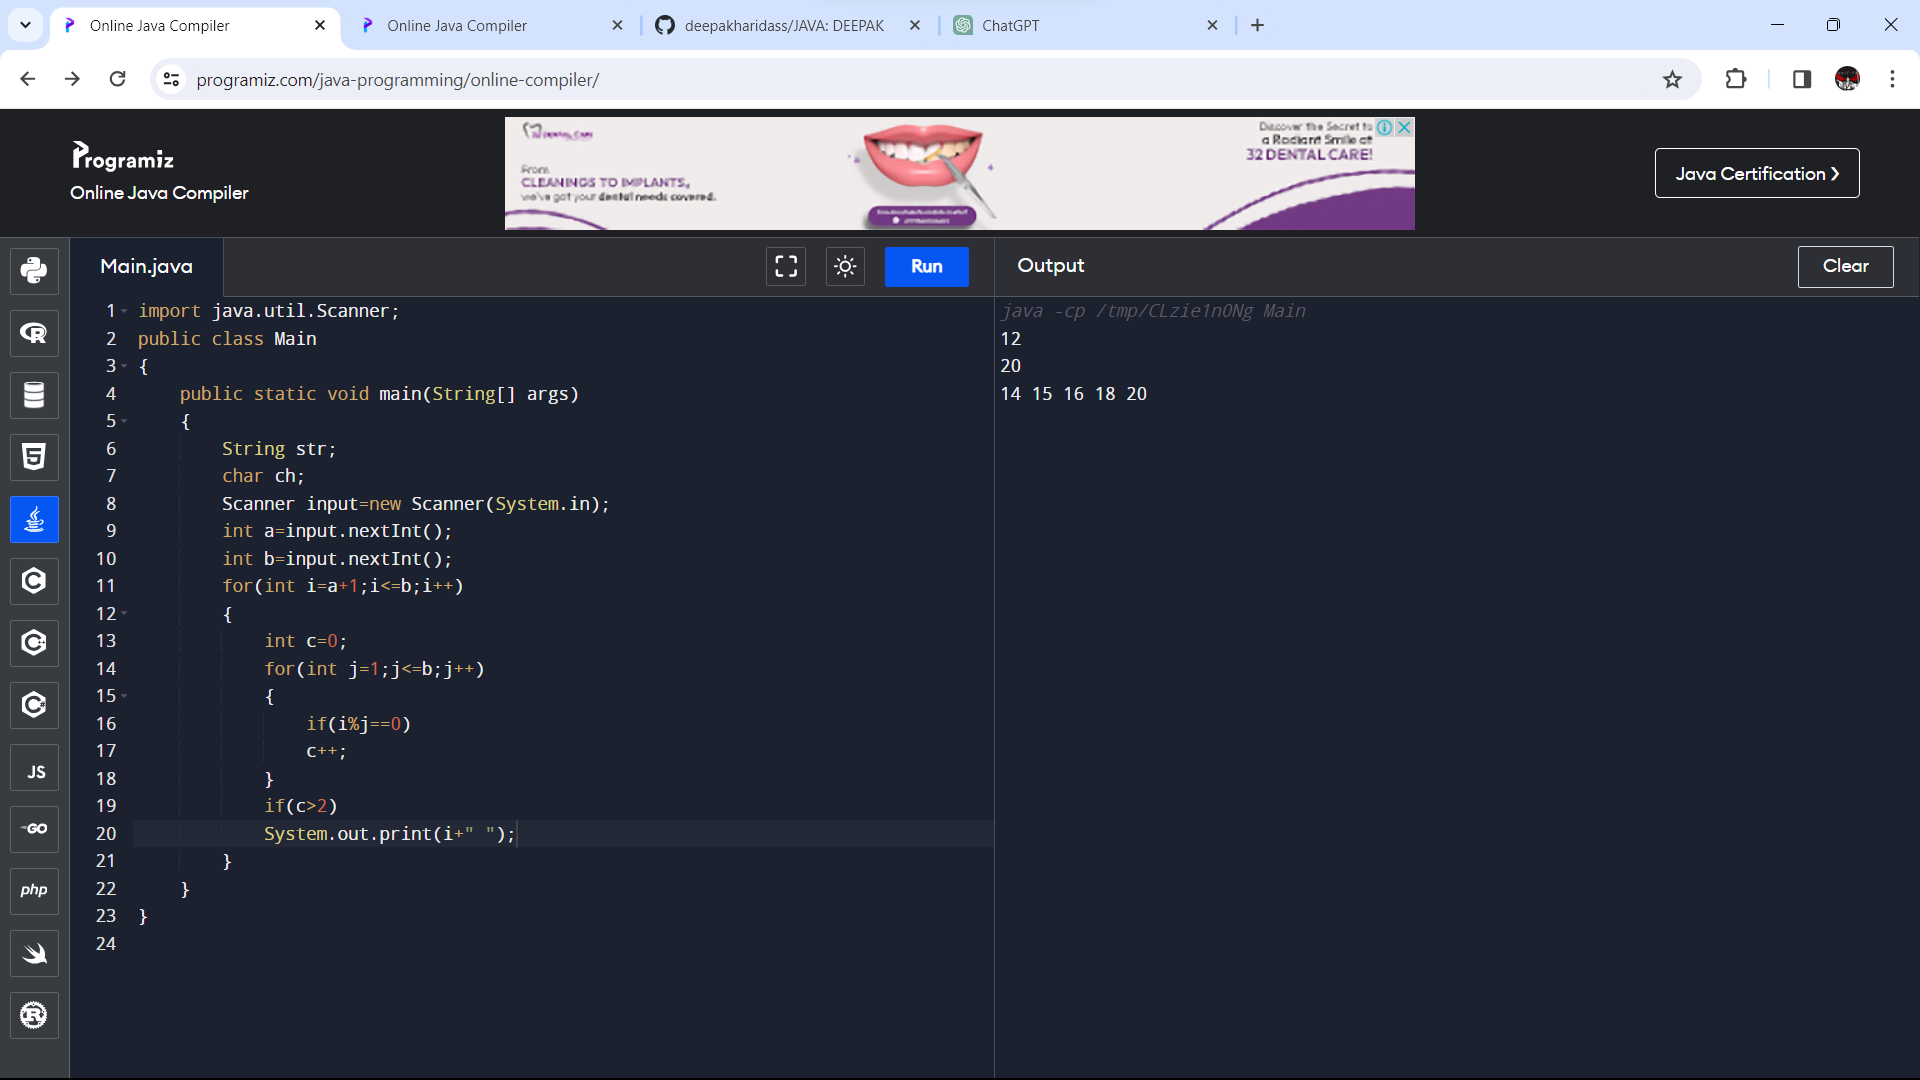 Online Java Compiler
Online Java Compiler
deepakharidass/JAVA: DEEPAK
ChatGPT
programiz.com/java-programming/online-compiler/
Programiz
Online Java Compiler
From
CLEANINGS TO IMPLANTS,
we've got your dental needs covered.
Discover the Secret to
a Radiant Smile at
32 DENTAL CARE!
Java Certification ❯
Main.java
Run
Output
Clear
1 import java.util.Scanner;
2 public class Main
3 {
4     public static void main(String[] args)
5     {
6         String str;
7         char ch;
8         Scanner input=new Scanner(System.in);
9         int a=input.nextInt();
10         int b=input.nextInt();
11         for(int i=a+1;i<=b;i++)
12         {
13             int c=0;
14             for(int j=1;j<=b;j++)
15             {
16                 if(i%j==0)
17                 c++;
18             }
19             if(c>2)
20             System.out.print(i+" ");
21         }
22     }
23 }
24
java -cp /tmp/CLzie1nONg Main
12
20
14 15 16 18 20
JS
GO
php